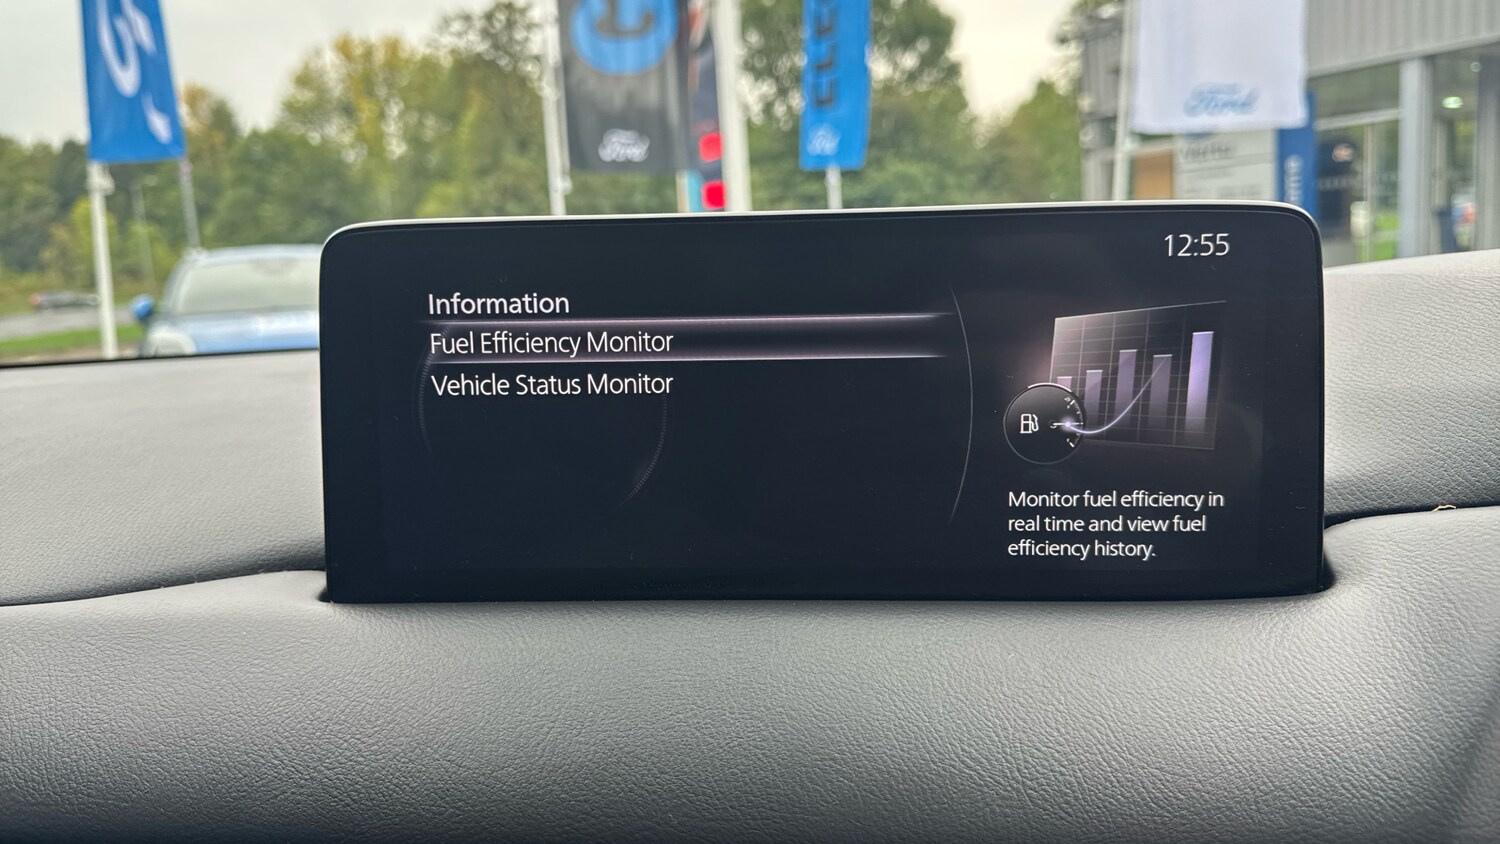 Ford
Ford
12:55
Information
Fuel Efficiency Monitor
Vehicle Status Monitor
Monitor fuel efficiency in
real time and view fuel
efficiency history.